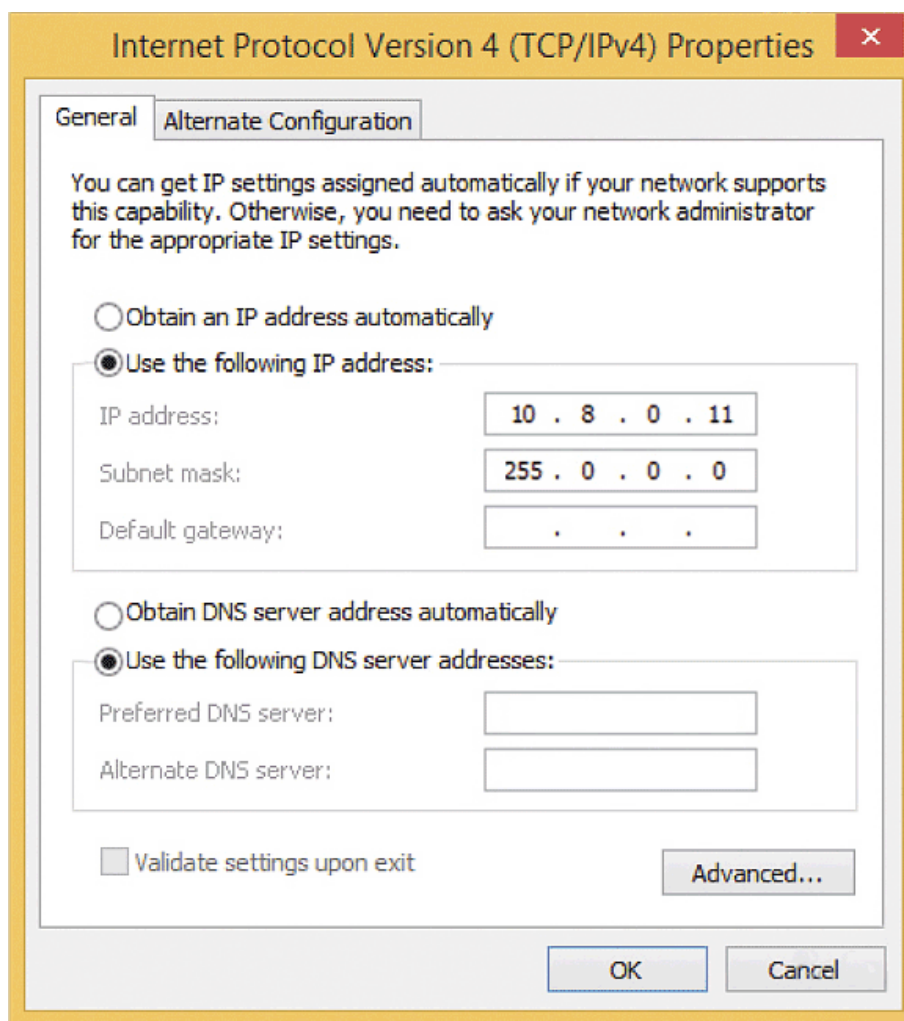 Internet Protocol Version 4 (TCP/IPv4) Properties
General
Alternate Configuration
You can get IP settings assigned automatically if your network supports
this capability. Otherwise, you need to ask your network administrator
for the appropriate IP settings.
Obtain an IP address automatically
Use the following IP address:
IP address: 10 . 8 . 0 . 11
Subnet mask: 255 . 0 . 0 . 0
Default gateway: . . .
Obtain DNS server address automatically
Use the following DNS server addresses:
Preferred DNS server:
Alternate DNS server:
Validate settings upon exit
Advanced...
OK
Cancel